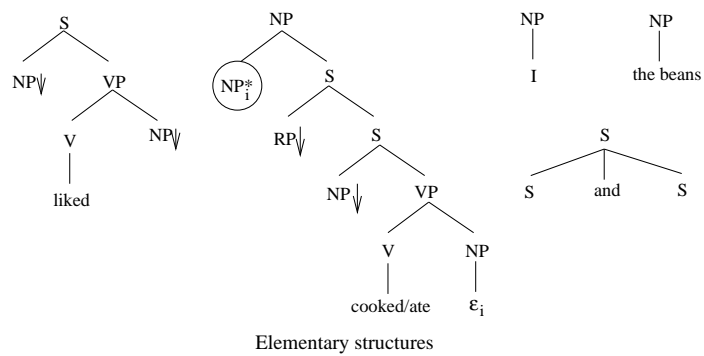 S NP NP NP
NP↓ VP NP*i S I the beans
V NP↓ RP↓ S S
liked NP↓ VP S and S
V NP
cooked/ate εi
Elementary structures